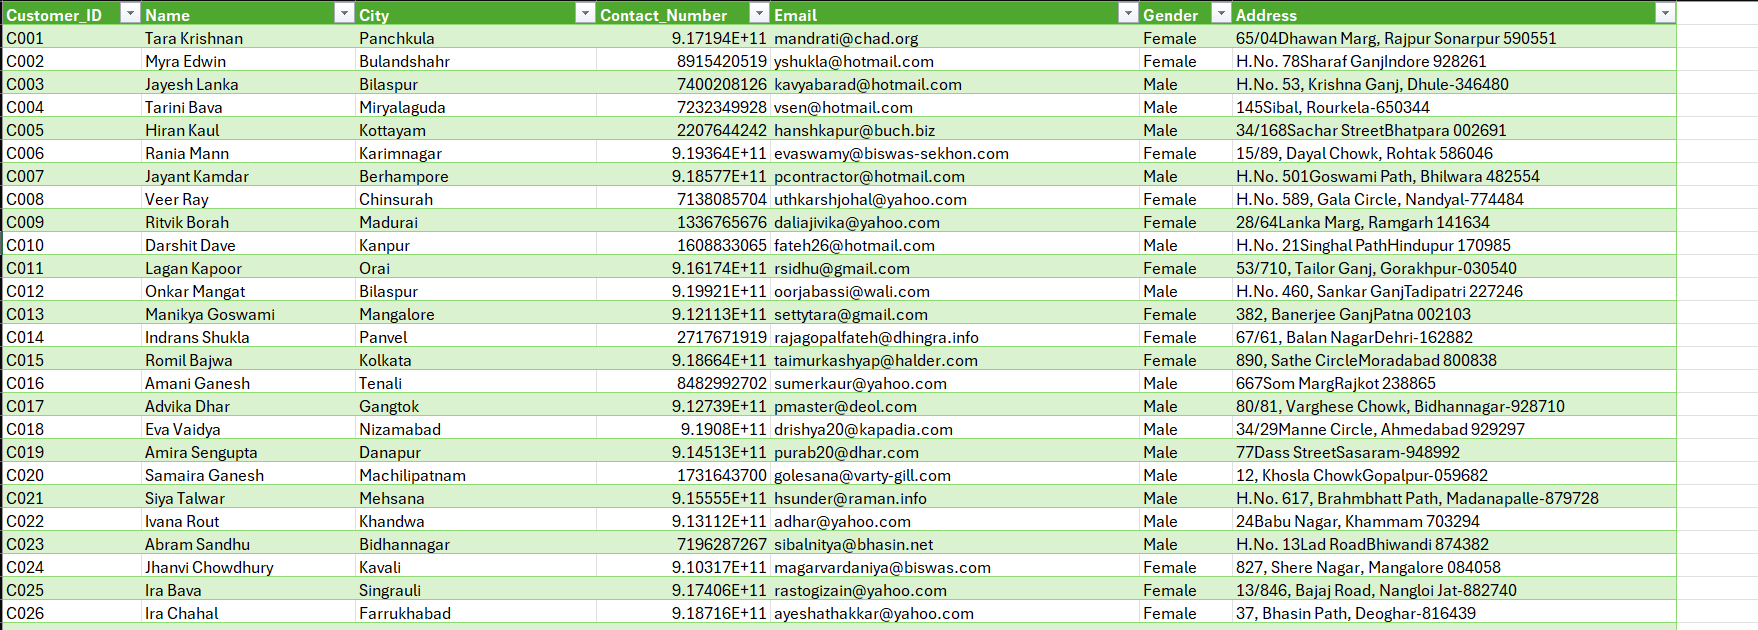 Customer_ID Name City Contact_Number Email Gender Address
C001 Tara Krishnan Panchkula 9.17194E+11 mandrati@chad.org Female 65/04Dhawan Marg, Rajpur Sonarpur 590551
C002 Myra Edwin Bulandshahr 8915420519 yshukla@hotmail.com Female H.No. 78Sharaf GanjIndore 928261
C003 Jayesh Lanka Bilaspur 7400208126 kavyabarad@hotmail.com Male H.No. 53, Krishna Ganj, Dhule-346480
C004 Tarini Bava Miryalaguda 7232349928 vsen@hotmail.com Male 145Sibal, Rourkela-650344
C005 Hiran Kaul Kottayam 2207644242 hanshkapur@buch.biz Male 34/168Sachar StreetBhatpara 002691
C006 Rania Mann Karimnagar 9.19364E+11 evaswamy@biswas-sekhon.com Female 15/89, Dayal Chowk, Rohtak 586046
C007 Jayant Kamdar Berhampore 9.18577E+11 pcontractor@hotmail.com Male H.No. 501Goswami Path, Bhilwara 482554
C008 Veer Ray Chinsurah 7138085704 uthkarshjohal@yahoo.com Female H.No. 589, Gala Circle, Nandyal-774484
C009 Ritvik Borah Madurai 1336765676 daliajivika@yahoo.com Female 28/64Lanka Marg, Ramgarh 141634
C010 Darshit Dave Kanpur 1608833065 fateh26@hotmail.com Male H.No. 21Singhal PathHindupur 170985
C011 Lagan Kapoor Orai 9.16174E+11 rsidhu@gmail.com Female 53/710, Tailor Ganj, Gorakhpur-030540
C012 Onkar Mangat Bilaspur 9.19921E+11 oorjabassi@wali.com Male H.No. 460, Sankar GanjTadipatri 227246
C013 Manikya Goswami Mangalore 9.12113E+11 settytara@gmail.com Female 382, Banerjee GanjPatna 002103
C014 Indrans Shukla Panvel 2717671919 rajagopalfateh@dhingra.info Female 67/61, Balan NagarDehri-162882
C015 Romil Bajwa Kolkata 9.18664E+11 taimurkashyap@halder.com Female 890, Sathe CircleMoradabad 800838
C016 Amani Ganesh Tenali 8482992702 sumerkaur@yahoo.com Male 667Som MargRajkot 238865
C017 Advika Dhar Gangtok 9.12739E+11 pmaster@deol.com Male 80/81, Varghese Chowk, Bidhannagar-928710
C018 Eva Vaidya Nizamabad 9.1908E+11 drishya20@kapadia.com Male 34/29Manne Circle, Ahmedabad 929297
C019 Amira Sengupta Danapur 9.14513E+11 purab20@dhar.com Male 77Dass StreetSasaram-948992
C020 Samaira Ganesh Machilipatnam 1731643700 golesana@varty-gill.com Male 12, Khosla ChowkGopalpur-059682
C021 Siya Talwar Mehsana 9.15555E+11 hsunder@raman.info Male H.No. 617, Brahmbhatt Path, Madanapalle-879728
C022 Ivana Rout Khandwa 9.13112E+11 adhar@yahoo.com Male 24Babu Nagar, Khammam 703294
C023 Abram Sandhu Bidhannagar 7196287267 sibalnitya@bhasin.net Male H.No. 13Lad RoadBhiwandi 874382
C024 Jhanvi Chowdhury Kavali 9.10317E+11 magarvardaniya@biswas.com Female 827, Shere Nagar, Mangalore 084058
C025 Ira Bava Singrauli 9.17406E+11 rastogizain@yahoo.com Female 13/846, Bajaj Road, Nangloi Jat-882740
C026 Ira Chahal Farrukhabad 9.18716E+11 ayeshathakkar@yahoo.com Female 37, Bhasin Path, Deoghar-816439